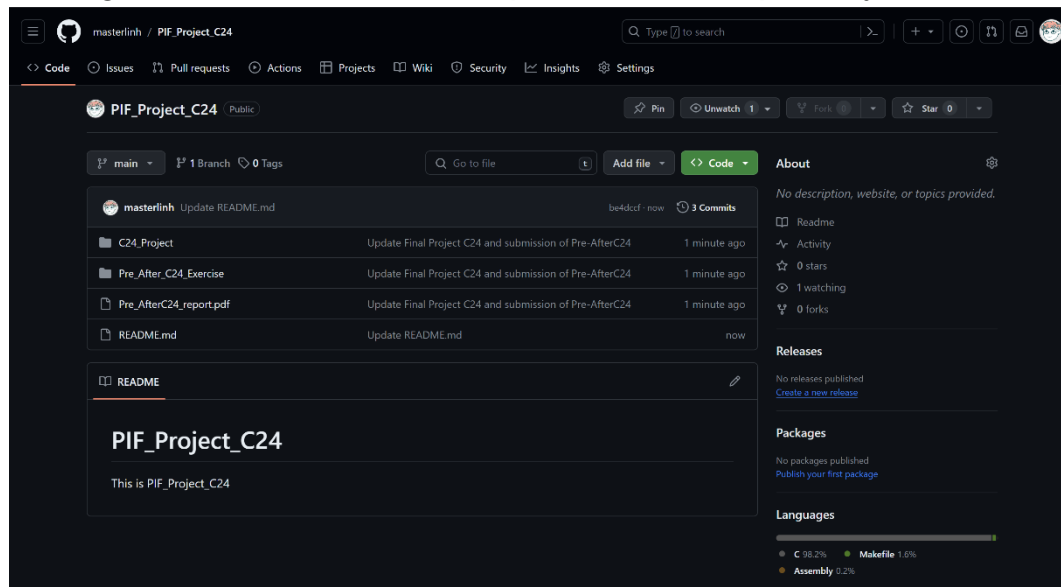 masterlinh / PIF_Project_C24
Type / to search
Code Issues Pull requests Actions Projects Wiki Security Insights Settings
PIF_Project_C24 Public
Pin Unwatch 1 Fork 0 Star 0
main 1 Branch 0 Tags
Go to file t Add file Code
masterlinh Update README.md be4dccf · now 3 Commits
C24_Project Update Final Project C24 and submission of Pre-AfterC24 1 minute ago
Pre_After_C24_Exercise Update Final Project C24 and submission of Pre-AfterC24 1 minute ago
Pre_AfterC24_report.pdf Update Final Project C24 and submission of Pre-AfterC24 1 minute ago
README.md Update README.md now
README
PIF_Project_C24
This is PIF_Project_C24
About
No description, website, or topics provided.
Readme
Activity
0 stars
1 watching
0 forks
Releases
No releases published
Create a new release
Packages
No packages published
Publish your first package
Languages
C 98.2% Makefile 1.6%
Assembly 0.2%